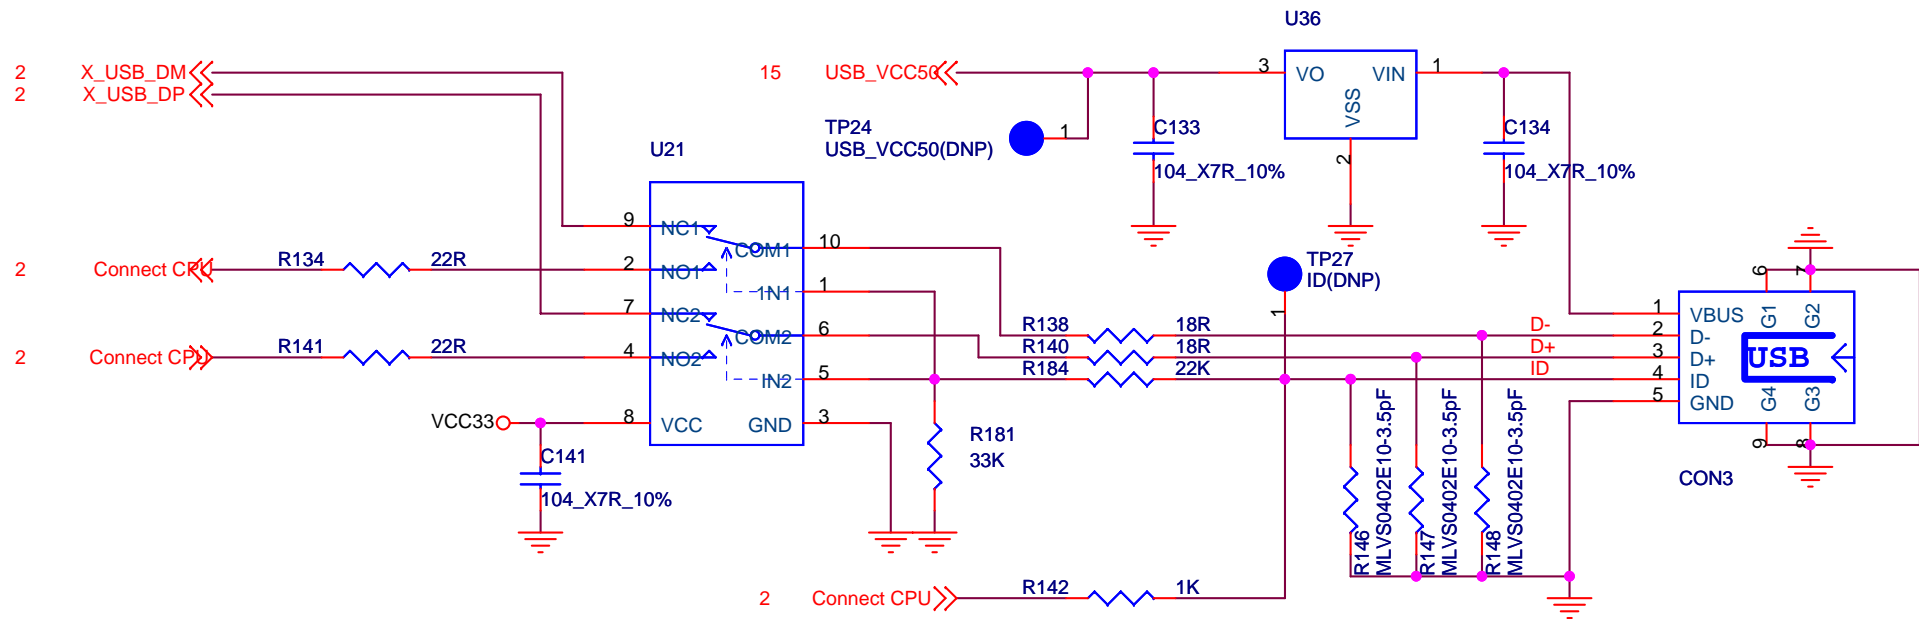 U36
2 X_USB_DM
2 X_USB_DP
15 USB_VCC50
3 VO VIN 1
VSS
2
TP24
USB_VCC50(DNP)
1
C133
104_X7R_10%
C134
104_X7R_10%
U21
9 NC1
COM1 10
2 Connect CPU R134 22R 2 NO1
1N1 1
7 NC2
COM2 6
2 Connect CPU R141 22R 4 NO2
IN2 5
VCC33 8 VCC GND 3
C141
104_X7R_10%
R181
33K
TP27
ID(DNP)
1
R138 18R D-
R140 18R D+
R184 22K ID
R146
MLVS0402E10-3.5pF
R147
MLVS0402E10-3.5pF
R148
MLVS0402E10-3.5pF
6 7
G1 G2
1 VBUS
2 D-
3 D+
4 ID
5 GND
USB
G4 G3
9 8
CON3
2 Connect CPU R142 1K